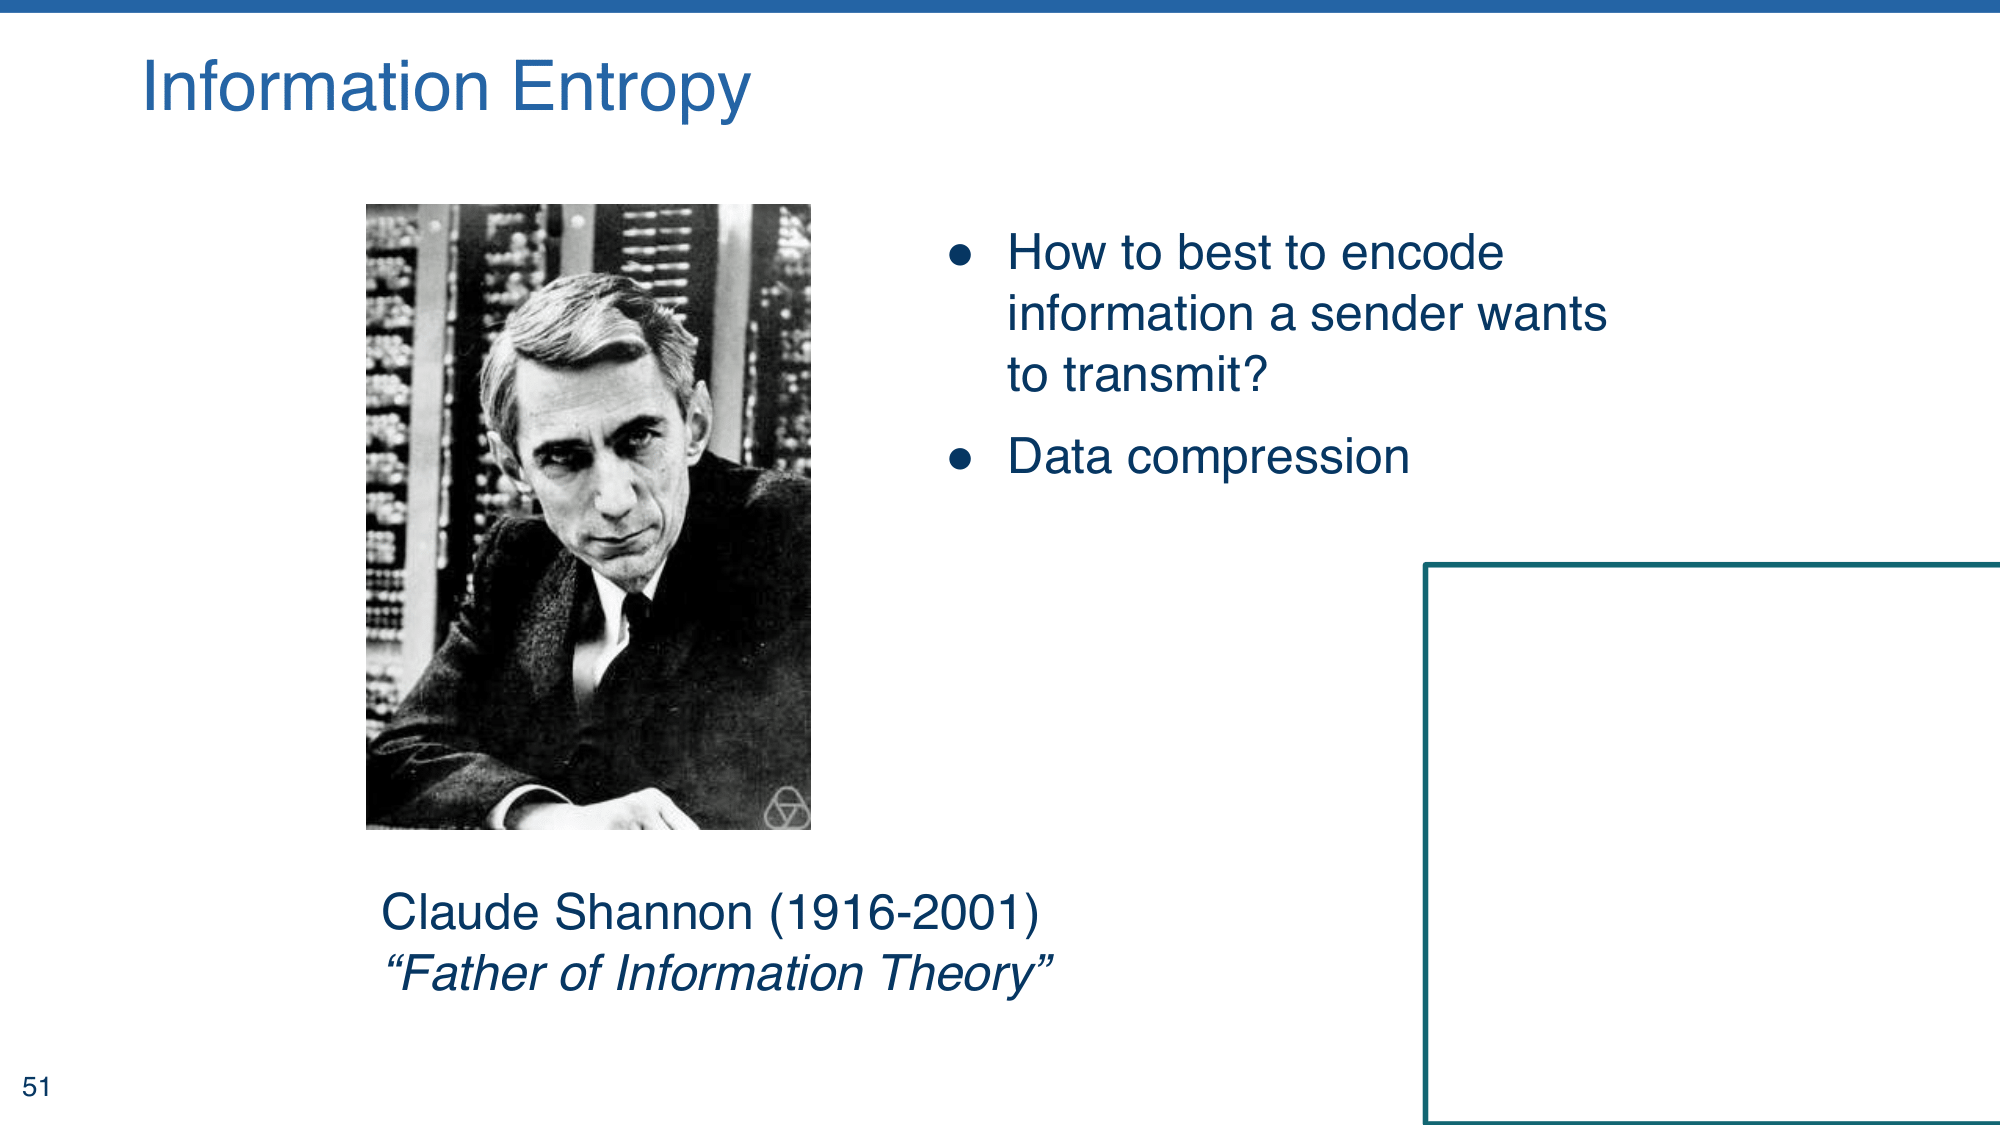 Information Entropy
● How to best to encode
information a sender wants
to transmit?
● Data compression
Claude Shannon (1916-2001)
“Father of Information Theory”
51